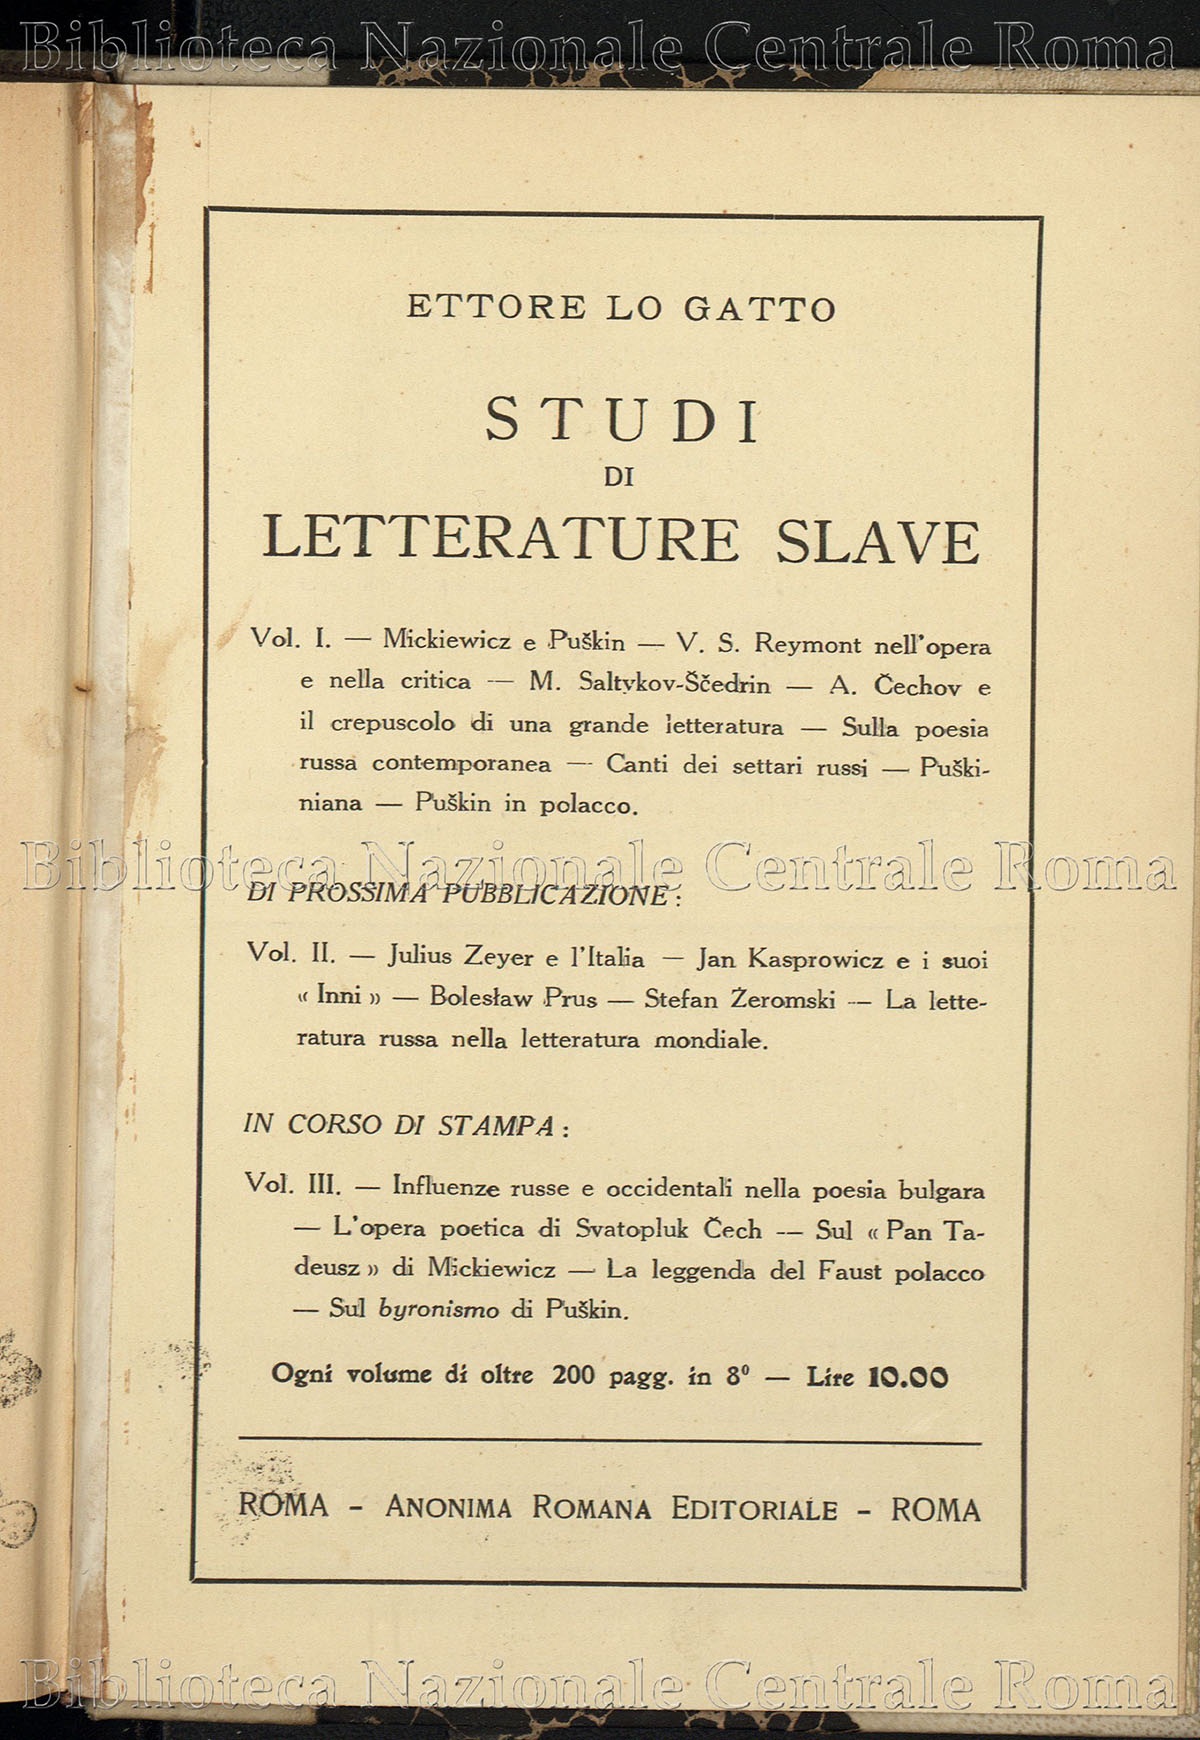 Biblioteca Nazionale Centrale Roma
ETTORE LO GATTO
STUDI
DI
LETTERATURE SLAVE
Vol. I. — Mickiewicz e Puškin — V. S. Reymont nell'opera
e nella critica — M. Saltykov-Ščedrin — A. Čechov e
il crepuscolo di una grande letteratura — Sulla poesia
russa contemporanea — Canti dei settari russi — Puški-
niana — Puškin in polacco.
Biblioteca Nazionale Centrale Roma
DI PROSSIMA PUBBLICAZIONE:
Vol. II. — Julius Zeyer e l'Italia — Jan Kasprowicz e i suoi
« Inni » — Bolesław Prus — Stefan Żeromski — La lette-
ratura russa nella letteratura mondiale.
IN CORSO DI STAMPA:
Vol. III. — Influenze russe e occidentali nella poesia bulgara
— L'opera poetica di Svatopluk Čech — Sul « Pan Ta-
deusz » di Mickiewicz — La leggenda del Faust polacco
— Sul byronismo di Puškin.
Ogni volume di oltre 200 pagg. in 8º — Lire 10.00
ROMA - ANONIMA ROMANA EDITORIALE - ROMA
Biblioteca Nazionale Centrale Roma